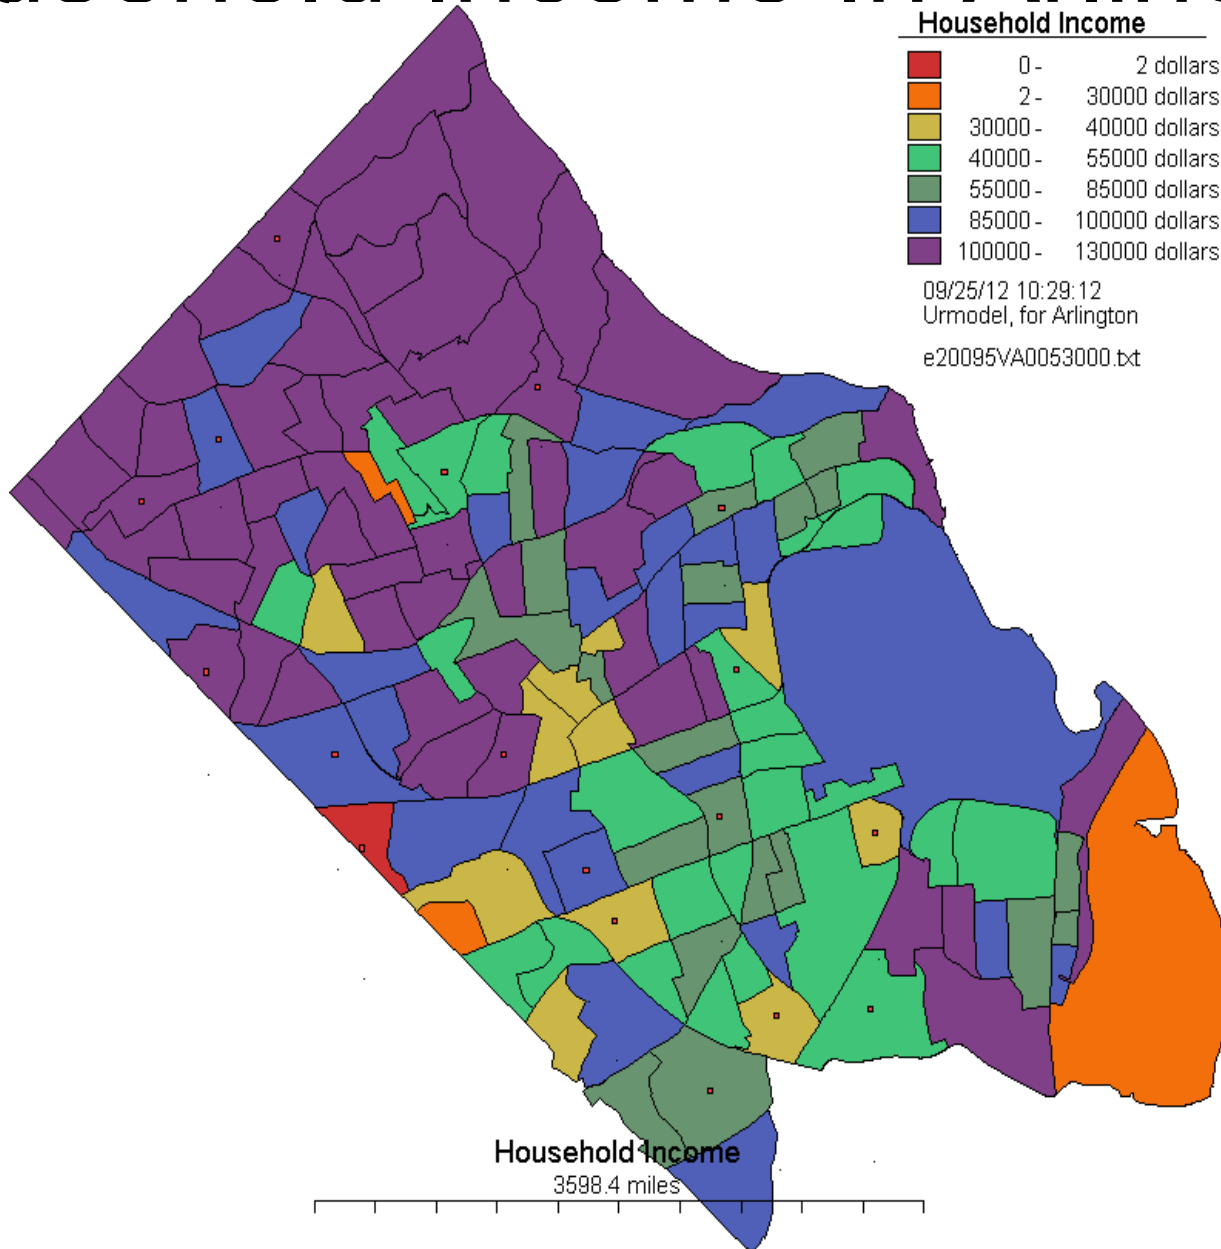 Household Income
0 - 2 dollars
2 - 30000 dollars
30000 - 40000 dollars
40000 - 55000 dollars
55000 - 85000 dollars
85000 - 100000 dollars
100000 - 130000 dollars
09/25/12 10:29:12
Urmodel, for Arlington
e20095VA0053000.txt
Household Income
3598.4 miles